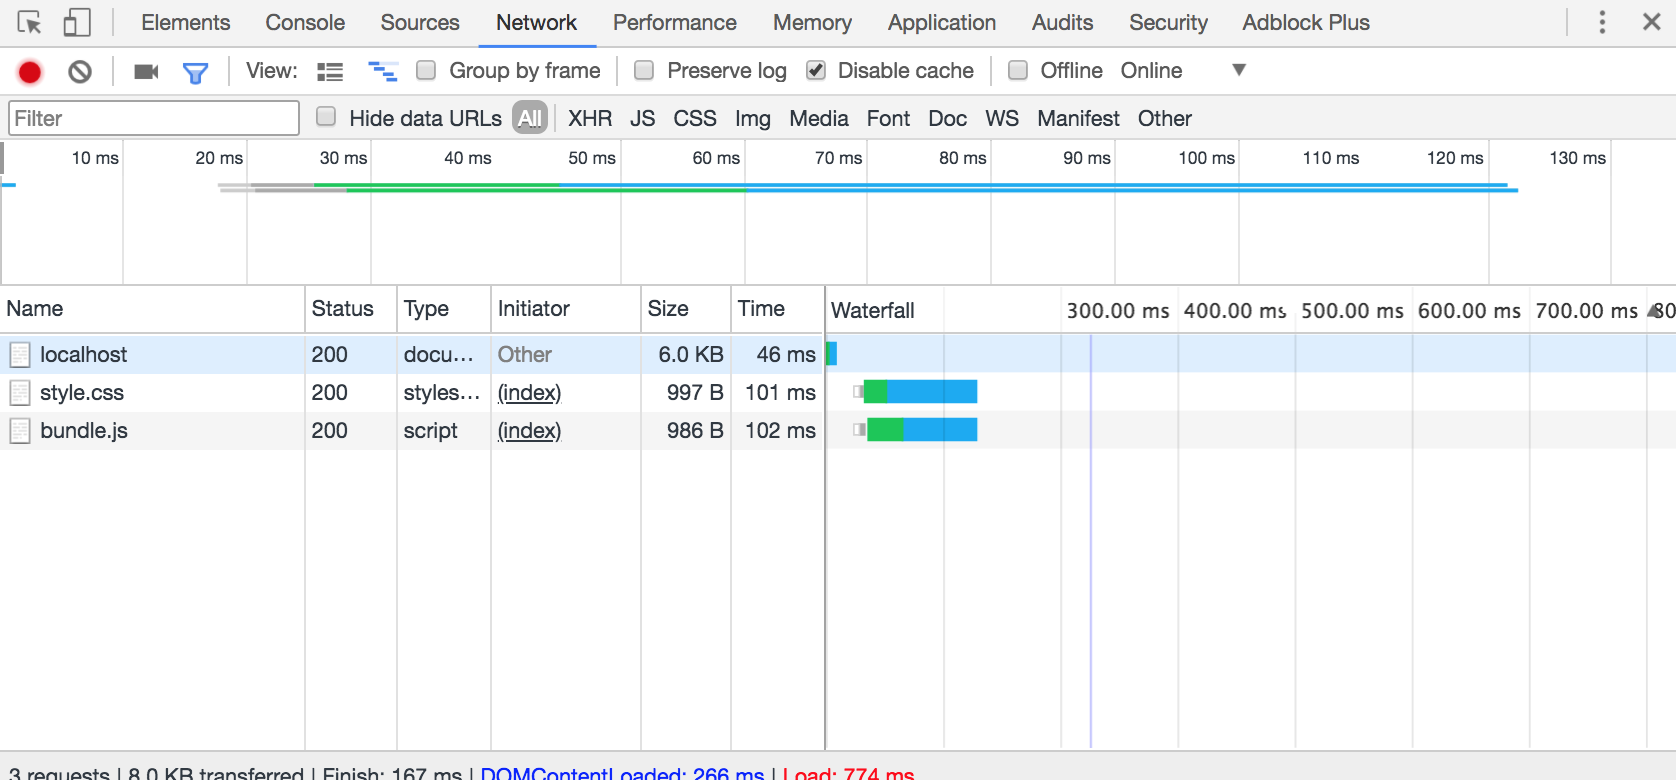 Elements Console Sources Network Performance Memory Application Audits Security Adblock Plus
View: Group by frame Preserve log Disable cache Offline Online
Filter Hide data URLs All XHR JS CSS Img Media Font Doc WS Manifest Other
10 ms 20 ms 30 ms 40 ms 50 ms 60 ms 70 ms 80 ms 90 ms 100 ms 110 ms 120 ms 130 ms
Name Status Type Initiator Size Time Waterfall 300.00 ms 400.00 ms 500.00 ms 600.00 ms 700.00 ms 80
localhost 200 docu... Other 6.0 KB 46 ms
style.css 200 styles... (index) 997 B 101 ms
bundle.js 200 script (index) 986 B 102 ms
3 requests | 8.0 KB transferred | Finish: 167 ms | DOMContentLoaded: 266 ms | Load: 774 ms